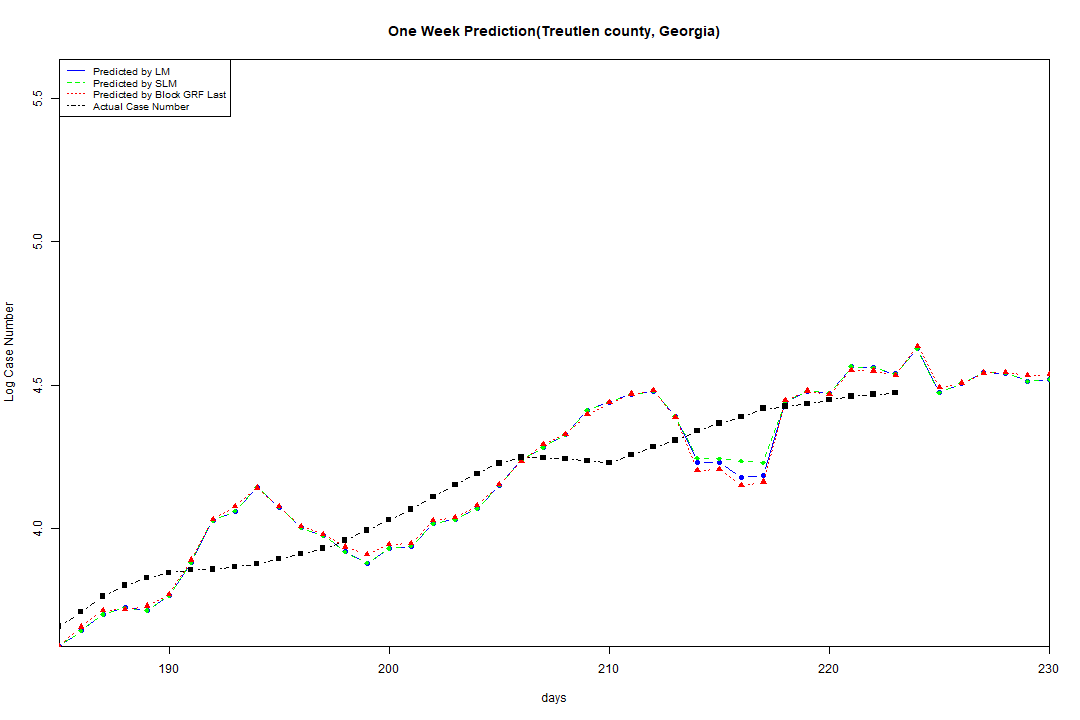 One Week Prediction(Treutlen county, Georgia)
Predicted by LM
Predicted by SLM
Predicted by Block GRF Last
Actual Case Number
Log Case Number
5.5
5.0
4.5
4.0
190
200
210
220
230
days